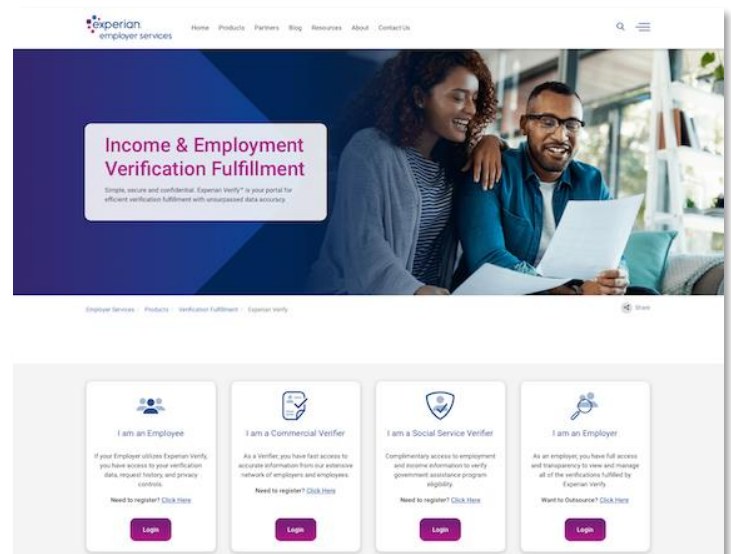 experian.
employer services
Home Products Partners Blog Resources About Contact Us
Income & Employment
Verification Fulfillment
Simple, secure and confidential. Experian Verify™ is your portal for
efficient verification fulfillment with unsurpassed data accuracy.
Employer Services Products Verification Fulfillment Experian Verify
Share
I am an Employee
If your Employer utilizes Experian Verify,
you have access to your verification
data, request history, and privacy
controls.
Need to register? Click Here
Login
I am a Commercial Verifier
As a Verifier, you have fast access to
accurate information from our extensive
network of employers and employees.
Need to register? Click Here
Login
I am a Social Service Verifier
Complimentary access to employment
and income information to verify
government assistance program
eligibility.
Need to register? Click Here
Login
I am an Employer
As an employer, you have full access
and transparency to view and manage
all of the verifications fulfilled by
Experian Verify.
Want to Outsource? Click Here
Login